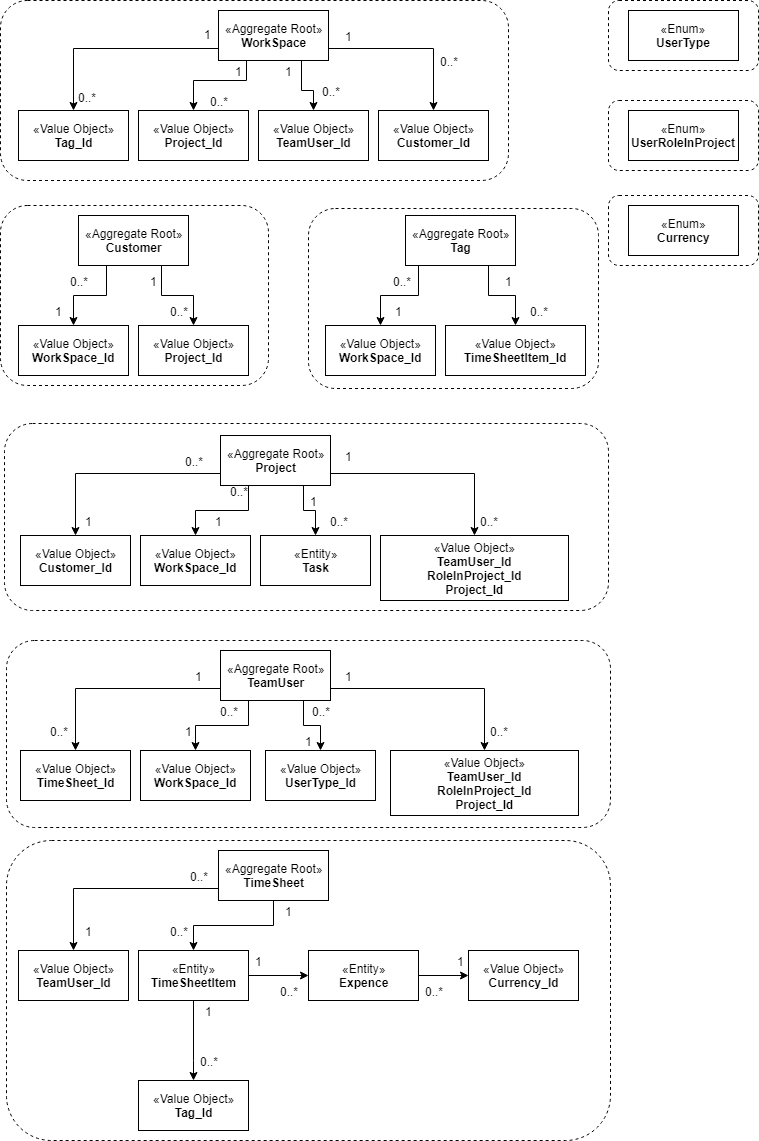 «Aggregate Root»
WorkSpace
1
1
1
1
0..*
0..*
0..*
0..*
«Value Object»
Tag_Id
«Value Object»
Project_Id
«Value Object»
TeamUser_Id
«Value Object»
Customer_Id
«Enum»
UserType
«Enum»
UserRoleInProject
«Enum»
Currency
«Aggregate Root»
Customer
0..*
1
1
0..*
«Value Object»
WorkSpace_Id
«Value Object»
Project_Id
«Aggregate Root»
Tag
0..*
1
1
0..*
«Value Object»
WorkSpace_Id
«Value Object»
TimeSheetItem_Id
«Aggregate Root»
Project
0..*
1
0..*
1
1
1
0..*
0..*
«Value Object»
Customer_Id
«Value Object»
WorkSpace_Id
«Entity»
Task
«Value Object»
TeamUser_Id
RoleInProject_Id
Project_Id
«Aggregate Root»
TeamUser
1
1
0..*
0..*
0..*
1
1
0..*
«Value Object»
TimeSheet_Id
«Value Object»
WorkSpace_Id
«Value Object»
UserType_Id
«Value Object»
TeamUser_Id
RoleInProject_Id
Project_Id
«Aggregate Root»
TimeSheet
0..*
1
1
0..*
«Value Object»
TeamUser_Id
«Entity»
TimeSheetItem
1
0..*
«Entity»
Expence
1
0..*
«Value Object»
Currency_Id
1
0..*
«Value Object»
Tag_Id